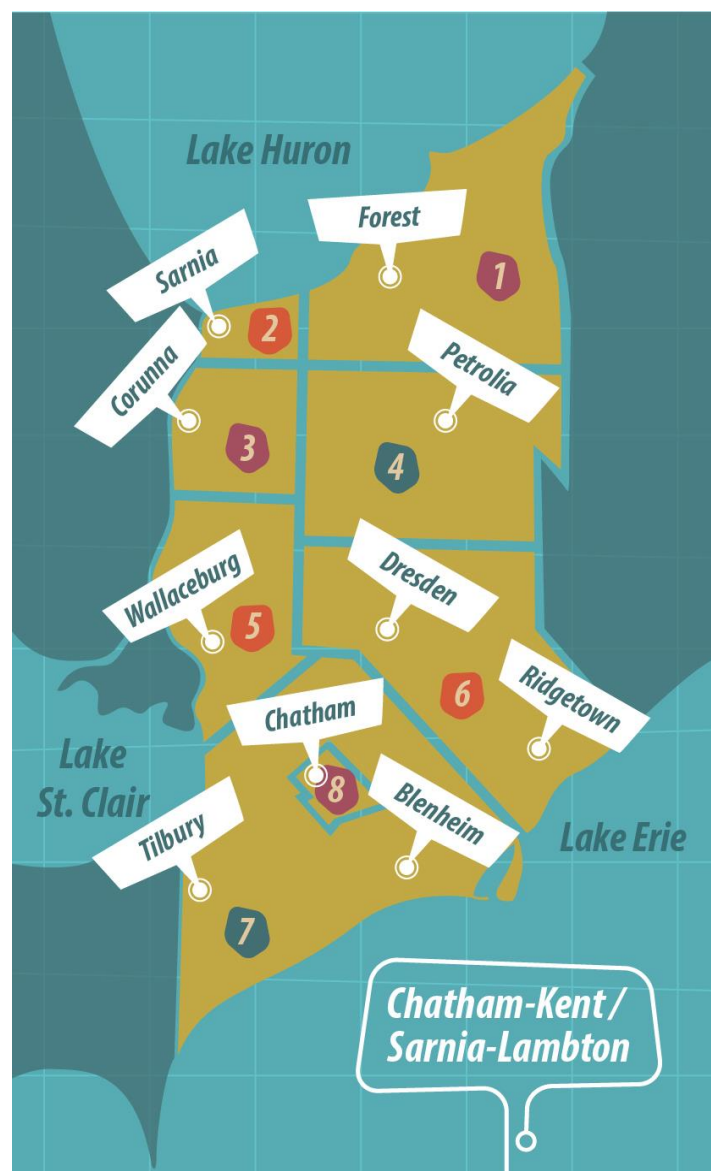 Lake Huron
Forest
1
Sarnia
2
Corunna
Petrolia
3
4
Wallaceburg
Dresden
5
6
Ridgetown
Chatham
Lake
St. Clair
8
Blenheim
Tilbury
Lake Erie
7
Chatham-Kent /
Sarnia-Lambton